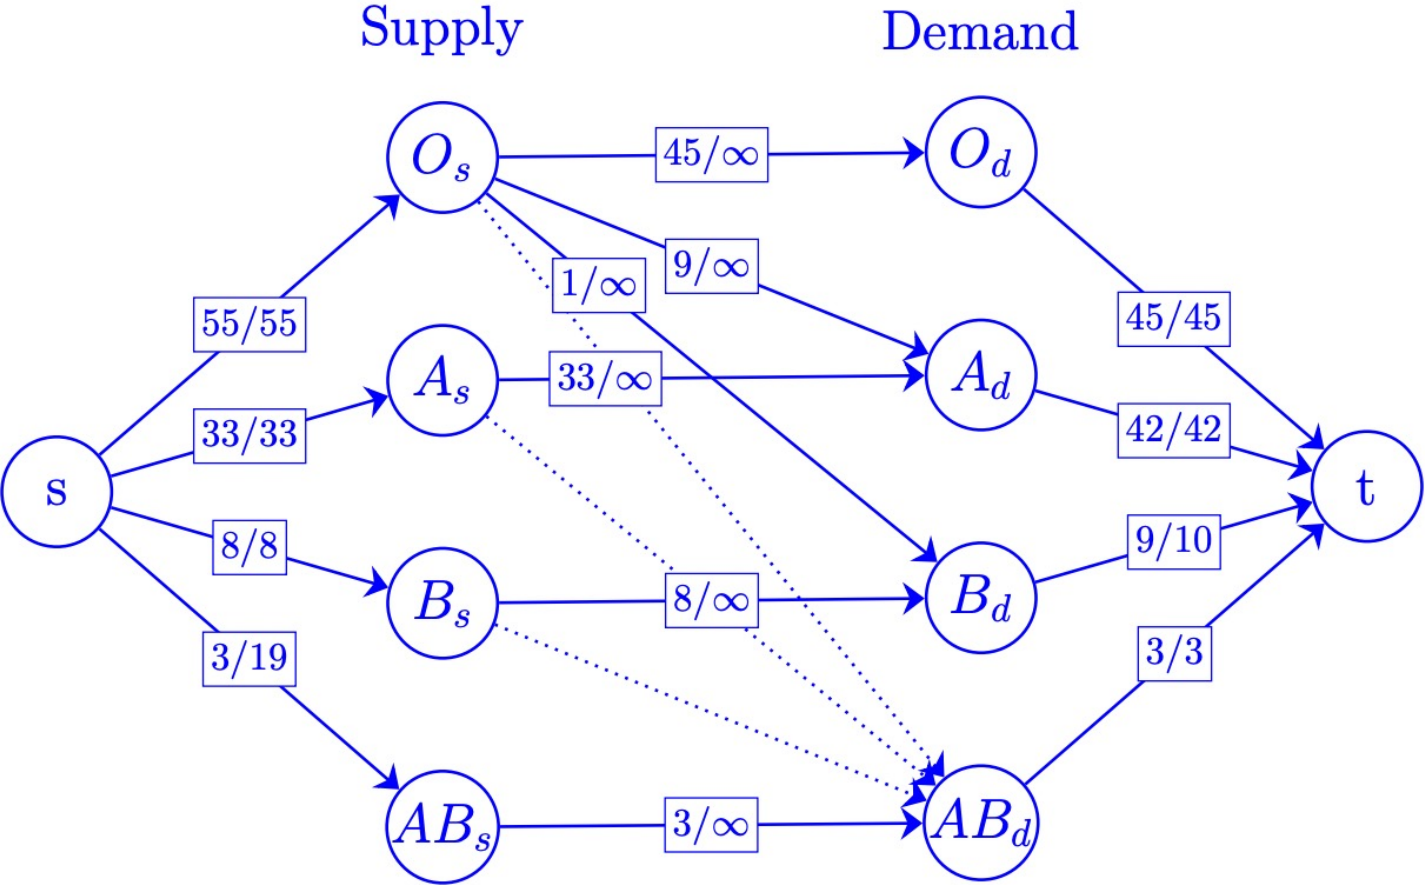 Supply
Demand
O_s
45/∞
O_d
9/∞
1/∞
55/55
45/45
A_s
33/∞
A_d
33/33
42/42
s
t
8/8
9/10
B_s
8/∞
B_d
3/19
3/3
AB_s
3/∞
AB_d